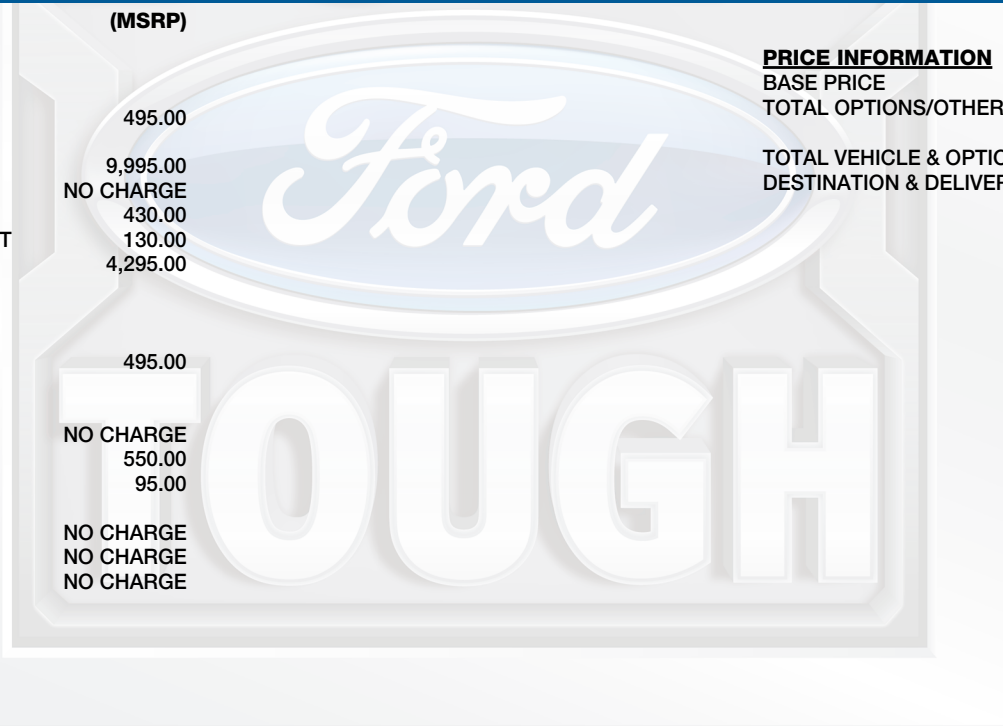 (MSRP)
495.00
9,995.00
NO CHARGE
430.00
T 130.00
4,295.00
495.00
NO CHARGE
550.00
95.00
NO CHARGE
NO CHARGE
NO CHARGE
PRICE INFORMATION
BASE PRICE
TOTAL OPTIONS/OTHER
TOTAL VEHICLE & OPTIO
DESTINATION & DELIVER
Ford
TOUGH